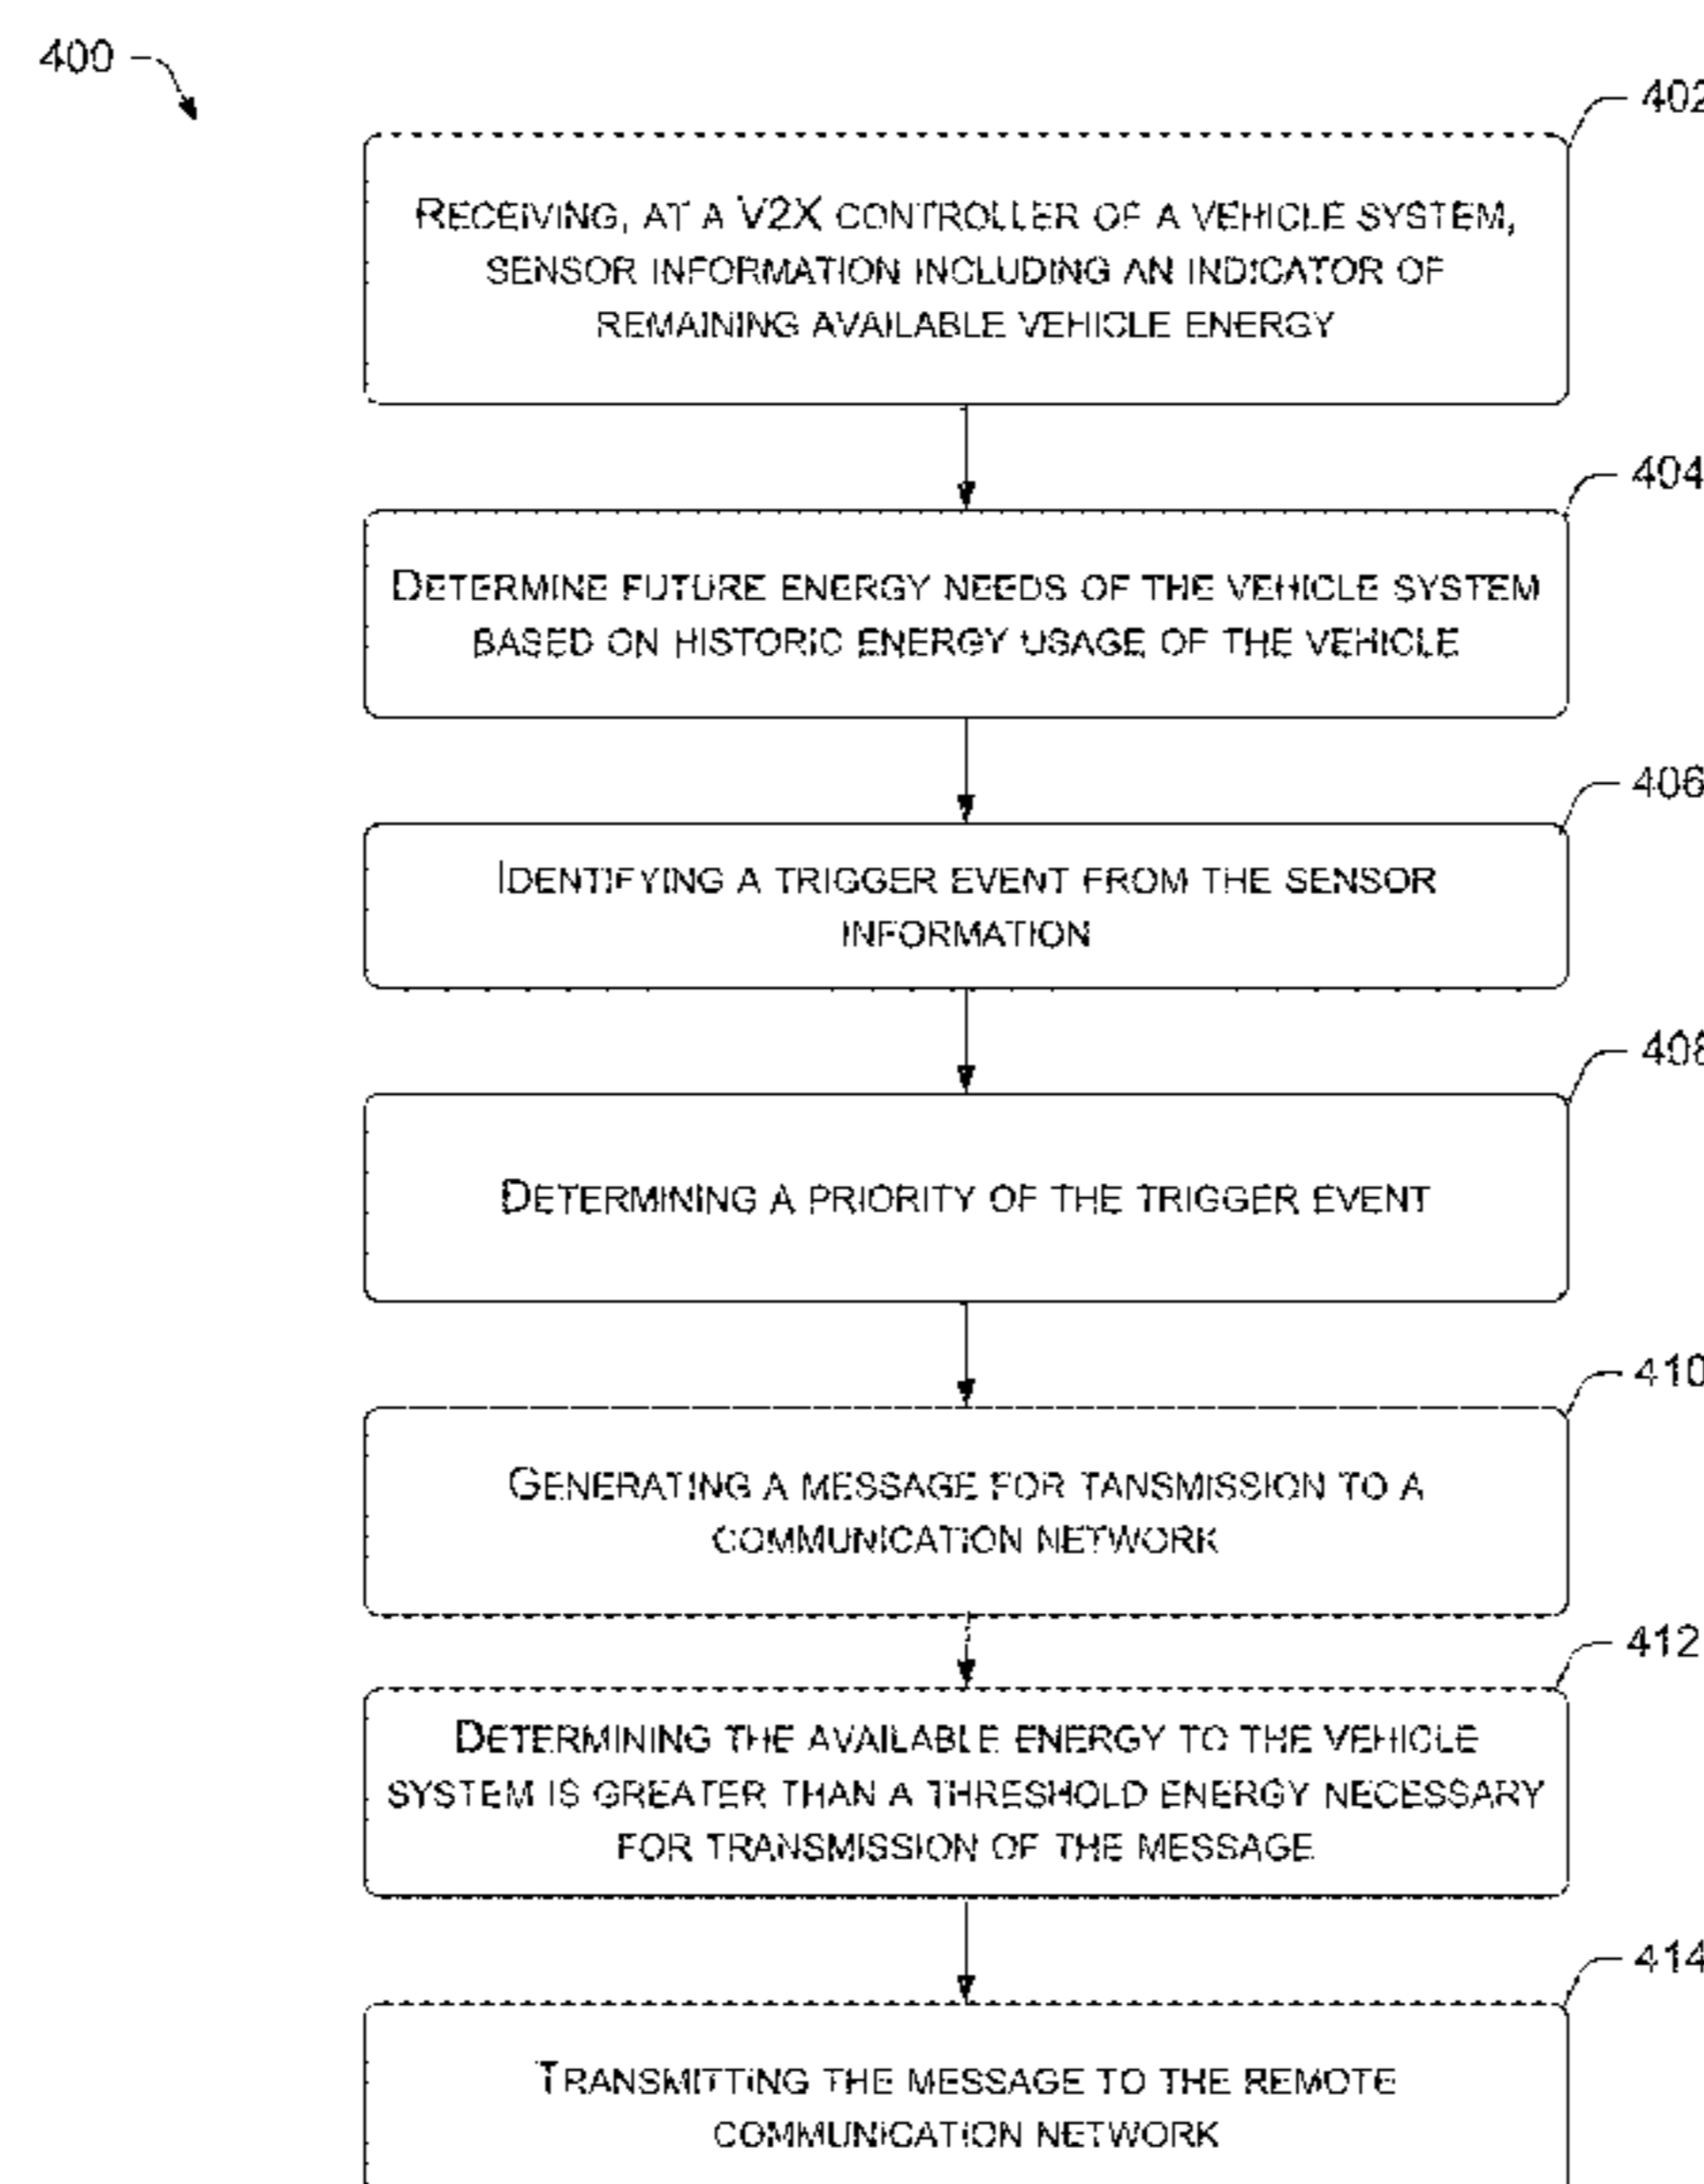 400
402
RECEIVING, AT A V2X CONTROLLER OF A VEHICLE SYSTEM,
SENSOR INFORMATION INCLUDING AN INDICATOR OF
REMAINING AVAILABLE VEHICLE ENERGY
404
DETERMINE FUTURE ENERGY NEEDS OF THE VEHICLE SYSTEM
BASED ON HISTORIC ENERGY USAGE OF THE VEHICLE
406
IDENTIFYING A TRIGGER EVENT FROM THE SENSOR
INFORMATION
408
DETERMINING A PRIORITY OF THE TRIGGER EVENT
410
GENERATING A MESSAGE FOR TANSMISSION TO A
COMMUNICATION NETWORK
412
DETERMINING THE AVAILABLE ENERGY TO THE VEHICLE
SYSTEM IS GREATER THAN A THRESHOLD ENERGY NECESSARY
FOR TRANSMISSION OF THE MESSAGE
414
TRANSMITTING THE MESSAGE TO THE REMOTE
COMMUNICATION NETWORK